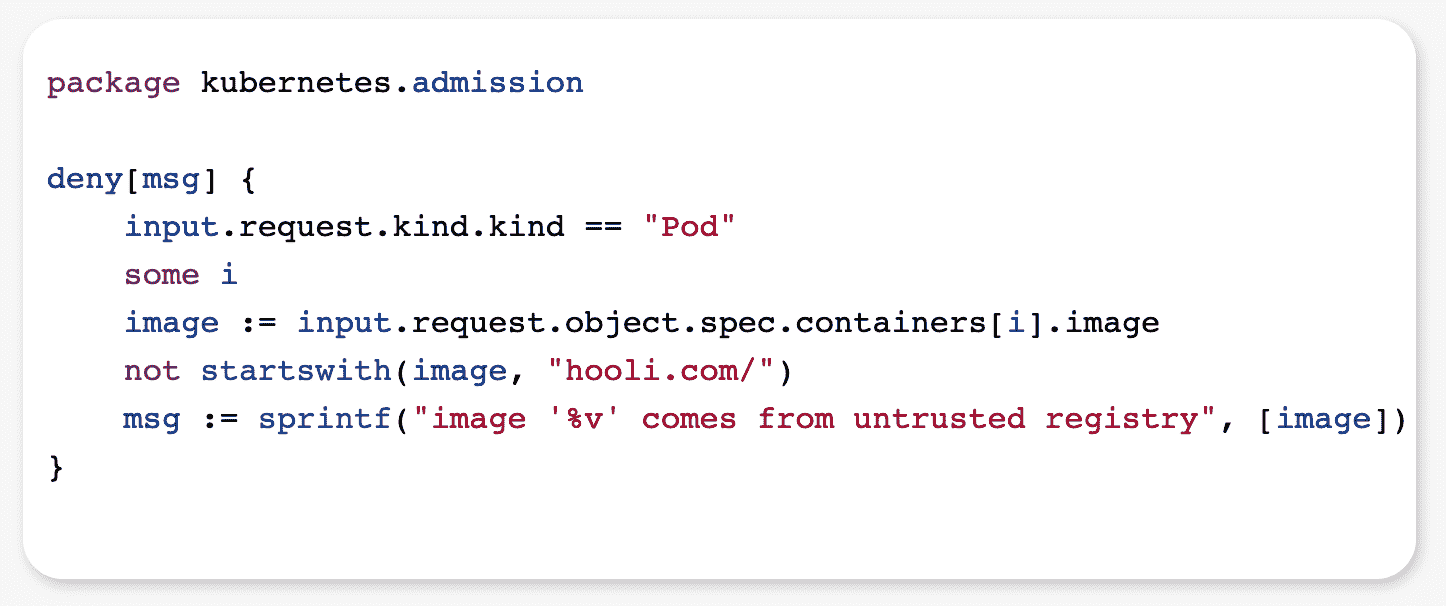 package kubernetes.admission
deny[msg] {
input.request.kind.kind == "Pod"
some i
image := input.request.object.spec.containers[i].image
not startswith(image, "hooli.com/")
msg := sprintf("image '%v' comes from untrusted registry", [image])
}